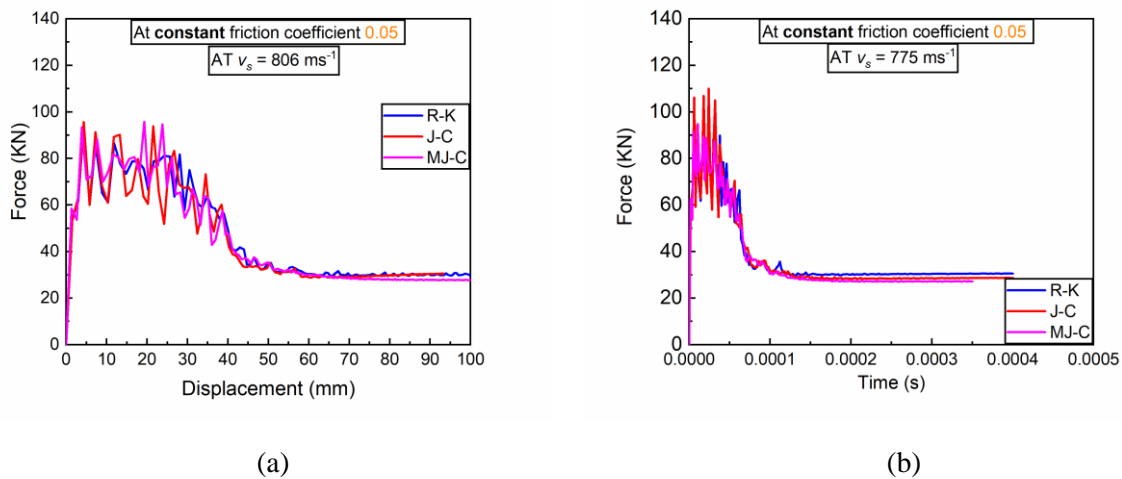 At constant friction coefficient 0.05
AT vs = 806 ms-1
R-K
J-C
MJ-C
Force (KN)
140
120
100
80
60
40
20
0
0 10 20 30 40 50 60 70 80 90 100
Displacement (mm)
(a)
At constant friction coefficient 0.05
AT vs = 775 ms-1
Force (KN)
140
120
100
80
60
40
20
0
R-K
J-C
MJ-C
0.0000 0.0001 0.0002 0.0003 0.0004 0.0005
Time (s)
(b)